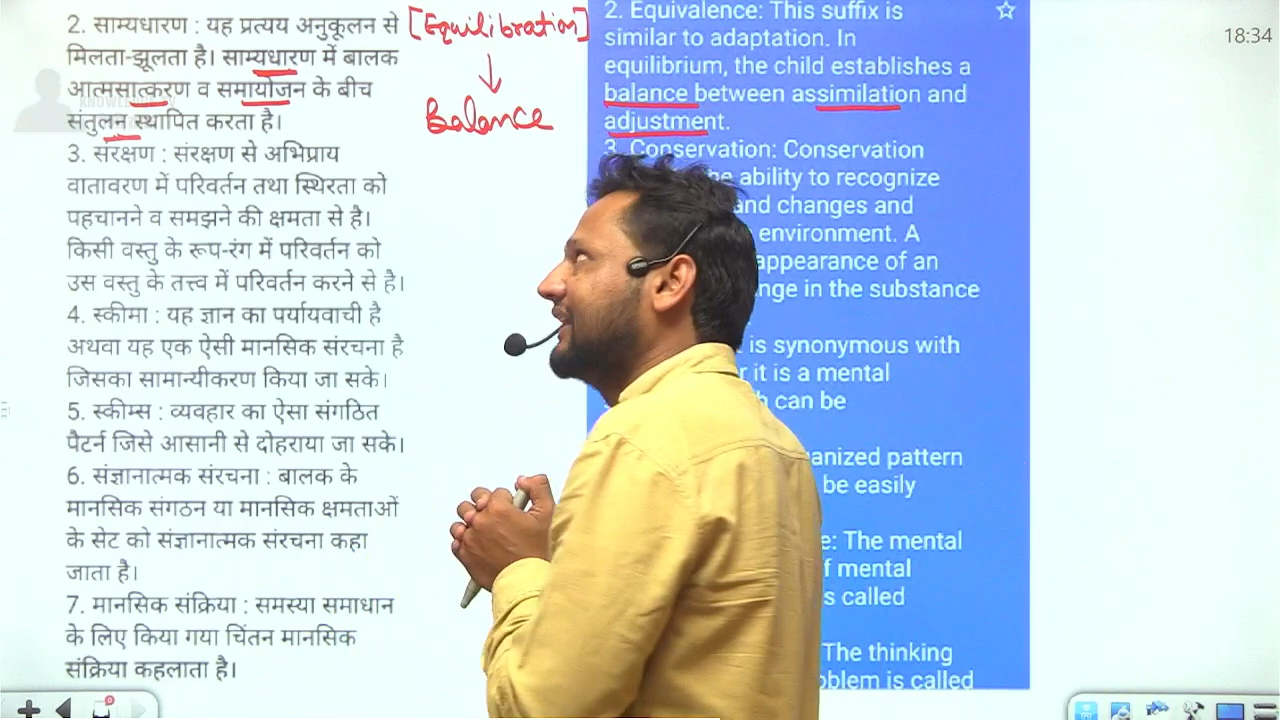 2. साम्यधारण : यह प्रत्यय अनुकूलन से
मिलता-झूलता है। साम्यधारण में बालक
आत्मसात्करण व समायोजन के बीच
संतुलन स्थापित करता है।
3. संरक्षण : संरक्षण से अभिप्राय
वातावरण में परिवर्तन तथा स्थिरता को
पहचानने व समझने की क्षमता से है।
किसी वस्तु के रूप-रंग में परिवर्तन को
उस वस्तु के तत्त्व में परिवर्तन करने से है।
4. स्कीमा : यह ज्ञान का पर्यायवाची है
अथवा यह एक ऐसी मानसिक संरचना है
जिसका सामान्यीकरण किया जा सके।
5. स्कीम्स : व्यवहार का ऐसा संगठित
पैटर्न जिसे आसानी से दोहराया जा सके।
6. संज्ञानात्मक संरचना : बालक के
मानसिक संगठन या मानसिक क्षमताओं
के सेट को संज्ञानात्मक संरचना कहा
जाता है।
7. मानसिक संक्रिया : समस्या समाधान
के लिए किया गया चिंतन मानसिक
संक्रिया कहलाता है।
[Equilibration]
Balance
2. Equivalence: This suffix is
similar to adaptation. In
equilibrium, the child establishes a
balance between assimilation and
adjustment.
3. Conservation: Conservation
he ability to recognize
and changes and
environment. A
appearance of an
nge in the substance
is synonymous with
r it is a mental
h can be
anized pattern
be easily
e: The mental
f mental
s called
The thinking
oblem is called
18:34